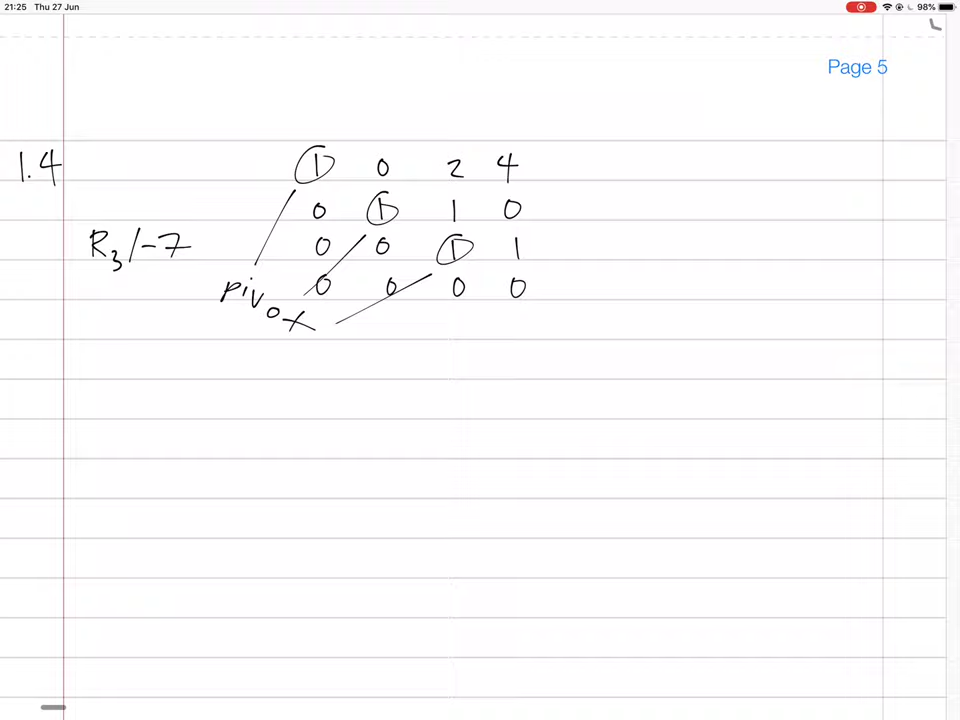 21:25 Thu 27 Jun 98%
Page 5
1.4 1 0 2 4
0 1 1 0
R3/-7 0 0 1 1
0 0 0 0
pivot